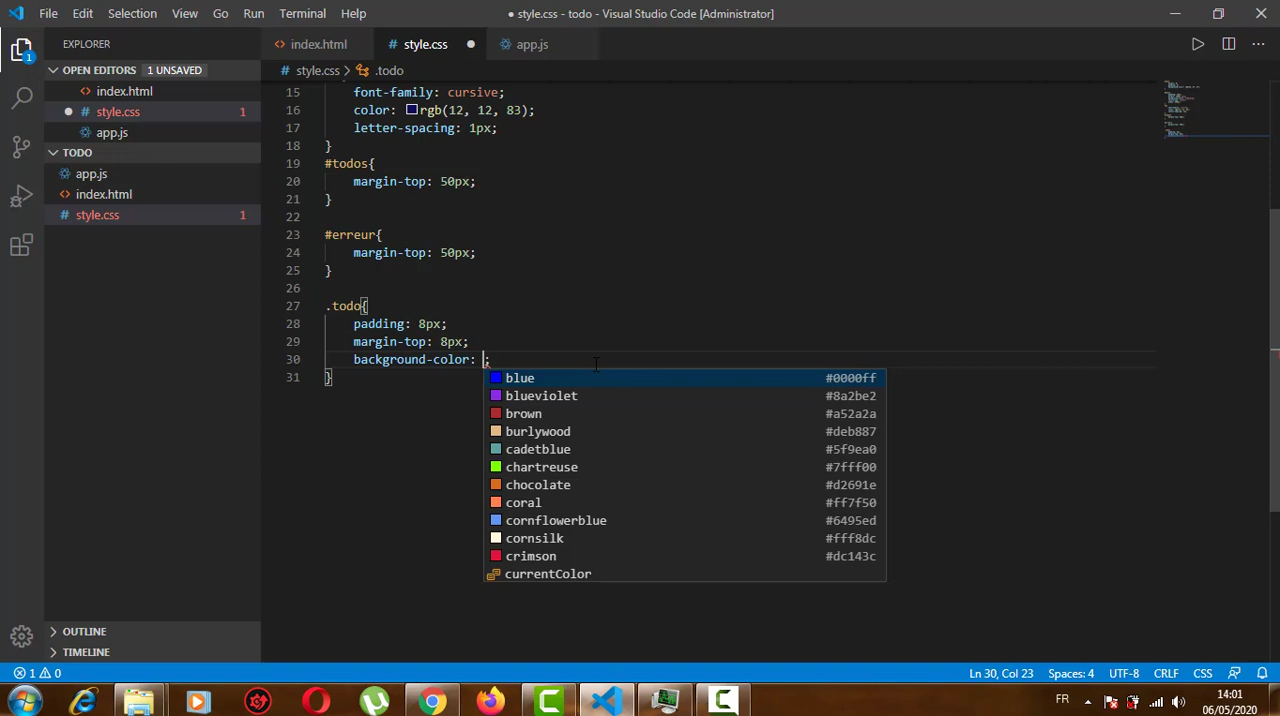 File Edit Selection View Go Run Terminal Help
● style.css - todo - Visual Studio Code [Administrator]
EXPLORER
index.html
# style.css ●
app.js
OPEN EDITORS 1 UNSAVED
# style.css > .todo
index.html
● # style.css 1
app.js
TODO
app.js
index.html
# style.css 1
15 font-family: cursive;
16 color: rgb(12, 12, 83);
17 letter-spacing: 1px;
18 }
19 #todos{
20 margin-top: 50px;
21 }
22
23 #erreur{
24 margin-top: 50px;
25 }
26
27 .todo{
28 padding: 8px;
29 margin-top: 8px;
30 background-color: ;
31 }
blue #0000ff
blueviolet #8a2be2
brown #a52a2a
burlywood #deb887
cadetblue #5f9ea0
chartreuse #7fff00
chocolate #d2691e
coral #ff7f50
cornflowerblue #6495ed
cornsilk #fff8dc
crimson #dc143c
currentColor
OUTLINE
TIMELINE
1 0
Ln 30, Col 23 Spaces: 4 UTF-8 CRLF CSS
FR
14:01
06/05/2020